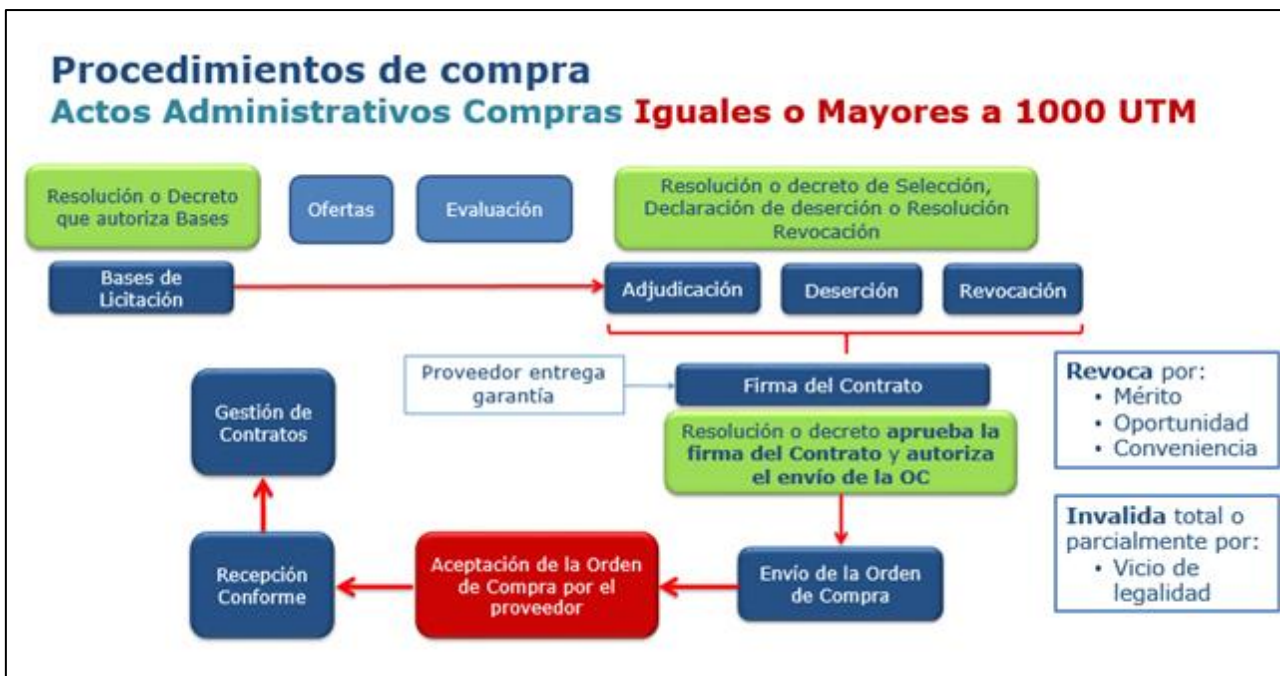 Procedimientos de compra
Actos Administrativos Compras Iguales o Mayores a 1000 UTM
Resolución o Decreto
que autoriza Bases
Ofertas
Evaluación
Resolución o decreto de Selección,
Declaración de deserción o Resolución
Revocación
Bases de
Licitación
Adjudicación
Deserción
Revocación
Proveedor entrega
garantía
Firma del Contrato
Resolución o decreto aprueba la
firma del Contrato y autoriza
el envío de la OC
Revoca por:
• Mérito
• Oportunidad
• Conveniencia
Gestión de
Contratos
Recepción
Conforme
Aceptación de la Orden
de Compra por el
proveedor
Envío de la Orden
de Compra
Invalida total o
parcialmente por:
• Vicio de
legalidad